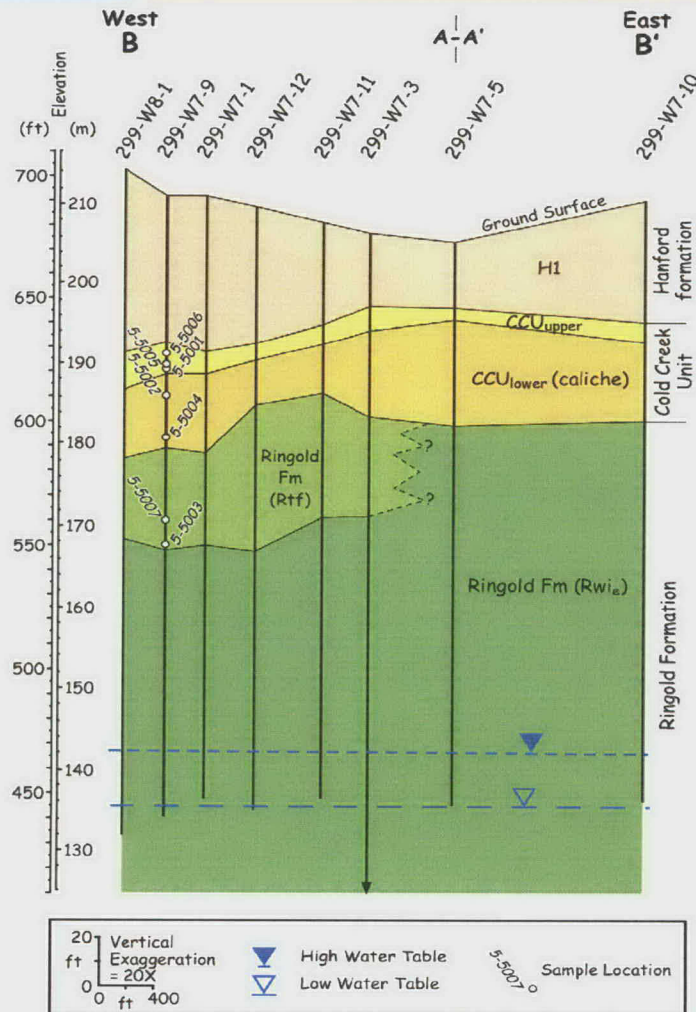 West
B
A-A'
East
B'
Elevation
(ft)
(m)
299-W8-1
299-W7-9
299-W7-1
299-W7-12
299-W7-11
299-W7-3
299-W7-5
299-W7-10
700
650
600
550
500
450
210
200
190
180
170
160
150
140
130
Ground Surface
H1
Hanford formation
CCUupper
CCUlower (caliche)
Cold Creek Unit
5-5006
5-5005
5-5001
5-5002
5-5004
5-5007
5-5003
Ringold
Fm
(Rtf)
?
?
Ringold Fm (Rwie)
Ringold Formation
20
ft
0
ft
400
Vertical
Exaggeration
= 20X
High Water Table
Low Water Table
5-5007
Sample Location